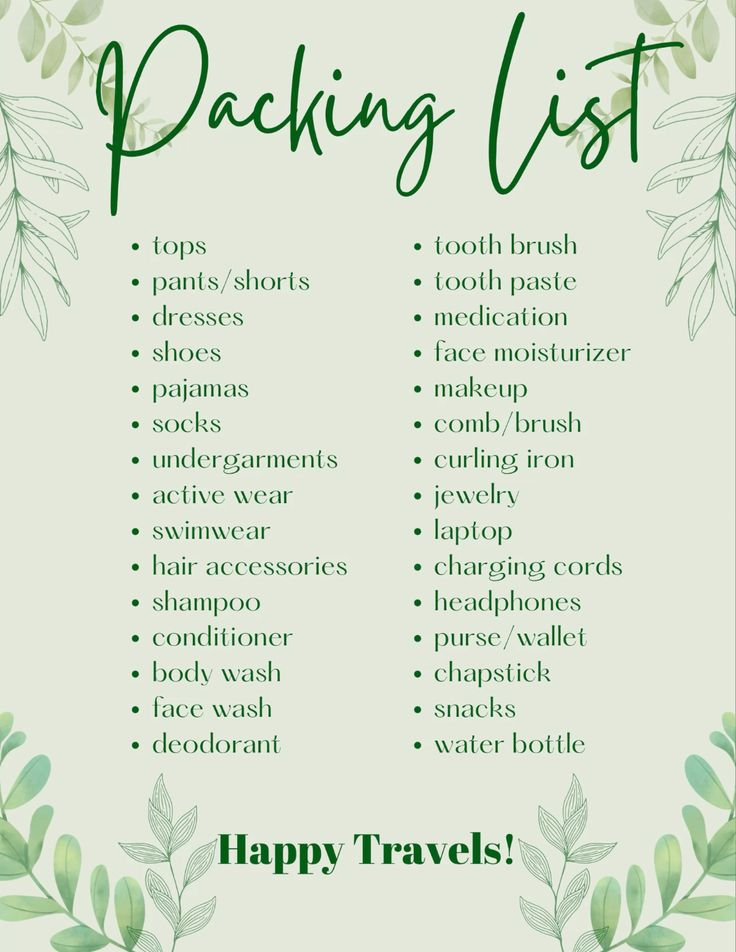 Packing List
• tops
• pants/shorts
• dresses
• shoes
• pajamas
• socks
• undergarments
• active wear
• swimwear
• hair accessories
• shampoo
• conditioner
• body wash
• face wash
• deodorant
• tooth brush
• tooth paste
• medication
• face moisturizer
• makeup
• comb/brush
• curling iron
• jewelry
• laptop
• charging cords
• headphones
• purse/wallet
• chapstick
• snacks
• water bottle
Happy Travels!